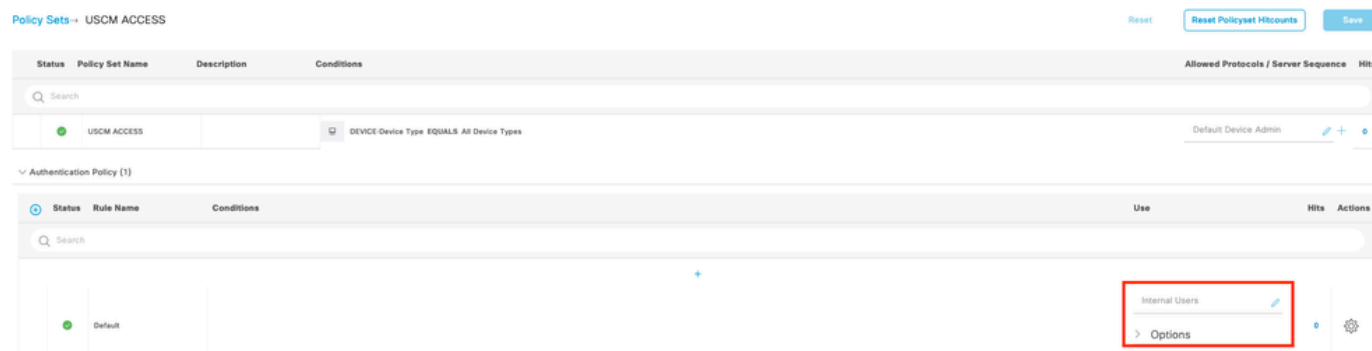 Policy Sets→ USCM ACCESS Reset Reset Policyset Hitcounts Save
Status Policy Set Name Description Conditions Allowed Protocols / Server Sequence Hits
Search
USCM ACCESS DEVICE·Device Type EQUALS All Device Types Default Device Admin + 0
Authentication Policy (1)
+ Status Rule Name Conditions Use Hits Actions
Search
+
Internal Users
Default 0
> Options